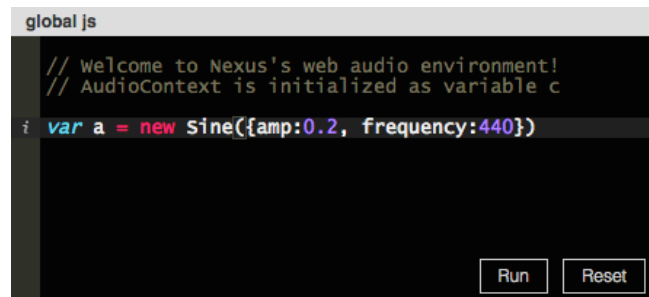 global js
// Welcome to Nexus's web audio environment!
// AudioContext is initialized as variable c
i var a = new Sine({amp:0.2, frequency:440})
Run Reset